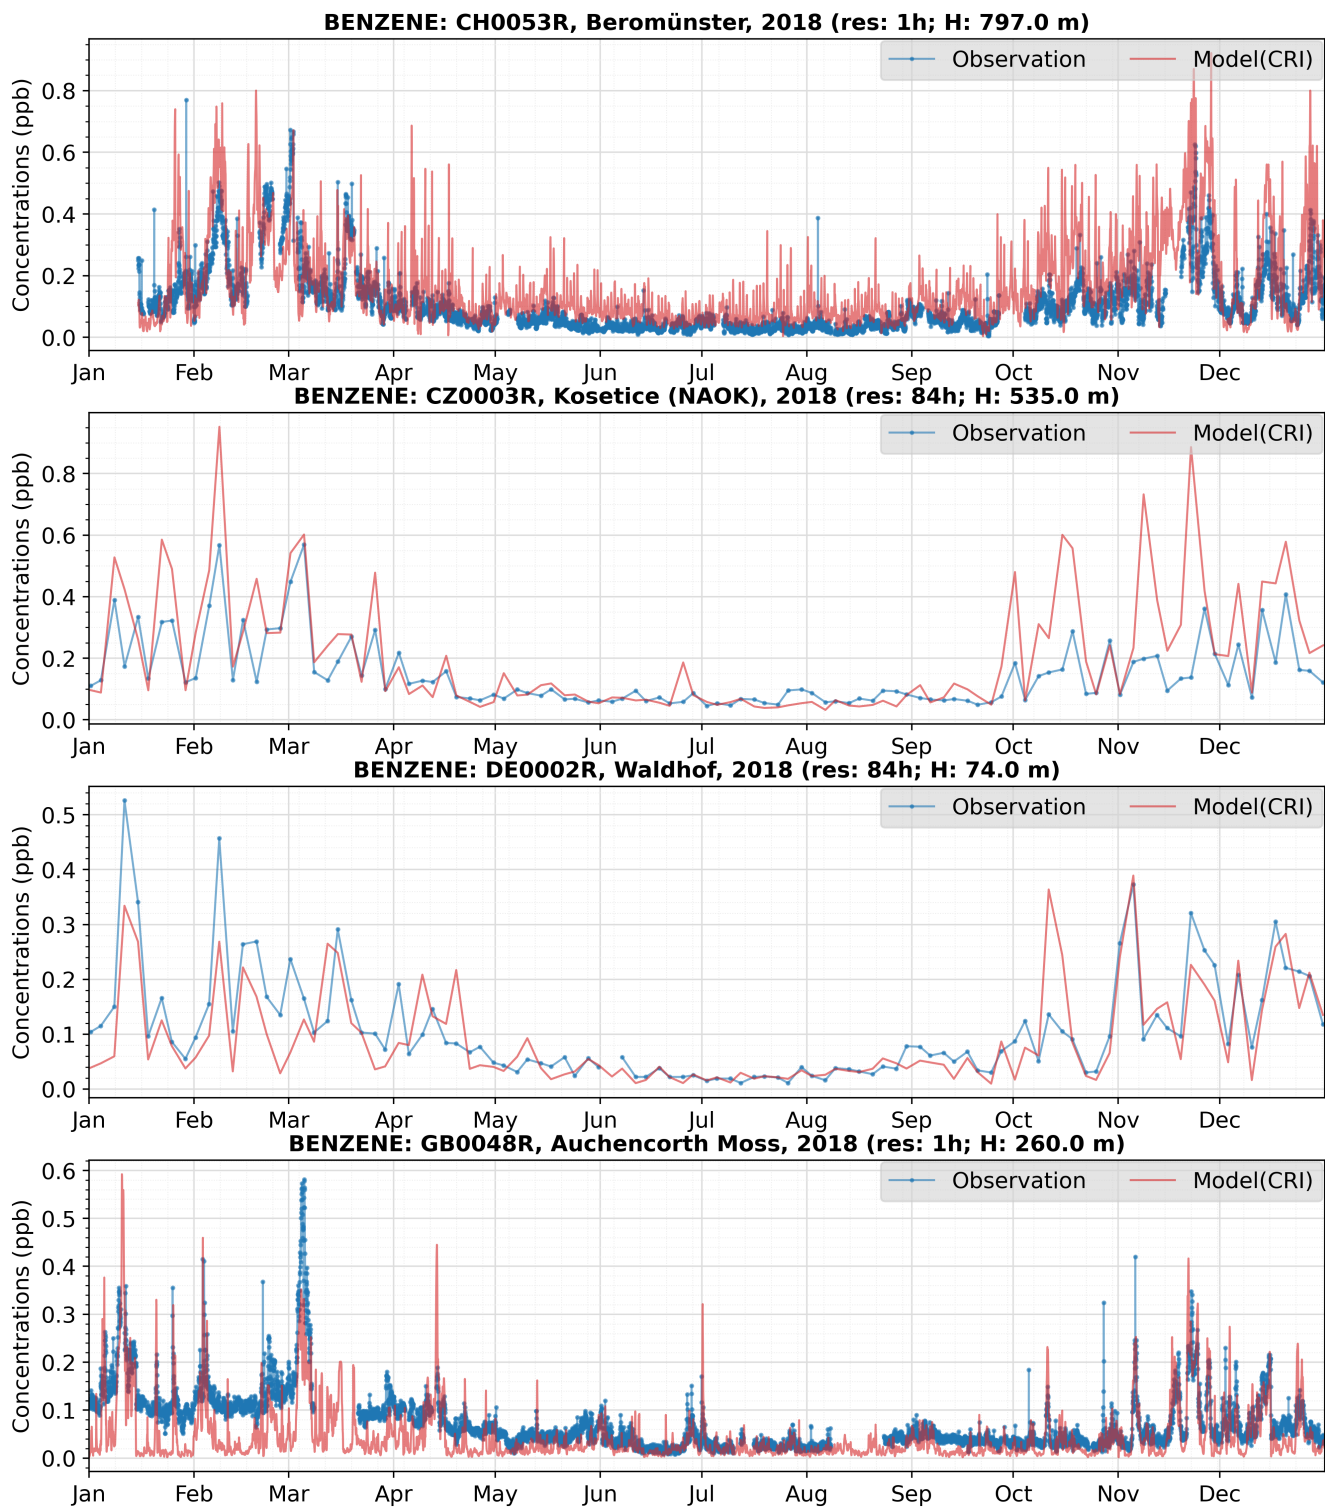 BENZENE: CH0053R, Beromünster, 2018 (res: 1h; H: 797.0 m)
Observation Model(CRI)
Concentrations (ppb)
0.8
0.6
0.4
0.2
0.0
Jan Feb Mar Apr May Jun Jul Aug Sep Oct Nov Dec
BENZENE: CZ0003R, Kosetice (NAOK), 2018 (res: 84h; H: 535.0 m)
Observation Model(CRI)
Concentrations (ppb)
0.8
0.6
0.4
0.2
0.0
Jan Feb Mar Apr May Jun Jul Aug Sep Oct Nov Dec
BENZENE: DE0002R, Waldhof, 2018 (res: 84h; H: 74.0 m)
Observation Model(CRI)
Concentrations (ppb)
0.5
0.4
0.3
0.2
0.1
0.0
Jan Feb Mar Apr May Jun Jul Aug Sep Oct Nov Dec
BENZENE: GB0048R, Auchencorth Moss, 2018 (res: 1h; H: 260.0 m)
Observation Model(CRI)
Concentrations (ppb)
0.6
0.5
0.4
0.3
0.2
0.1
0.0
Jan Feb Mar Apr May Jun Jul Aug Sep Oct Nov Dec